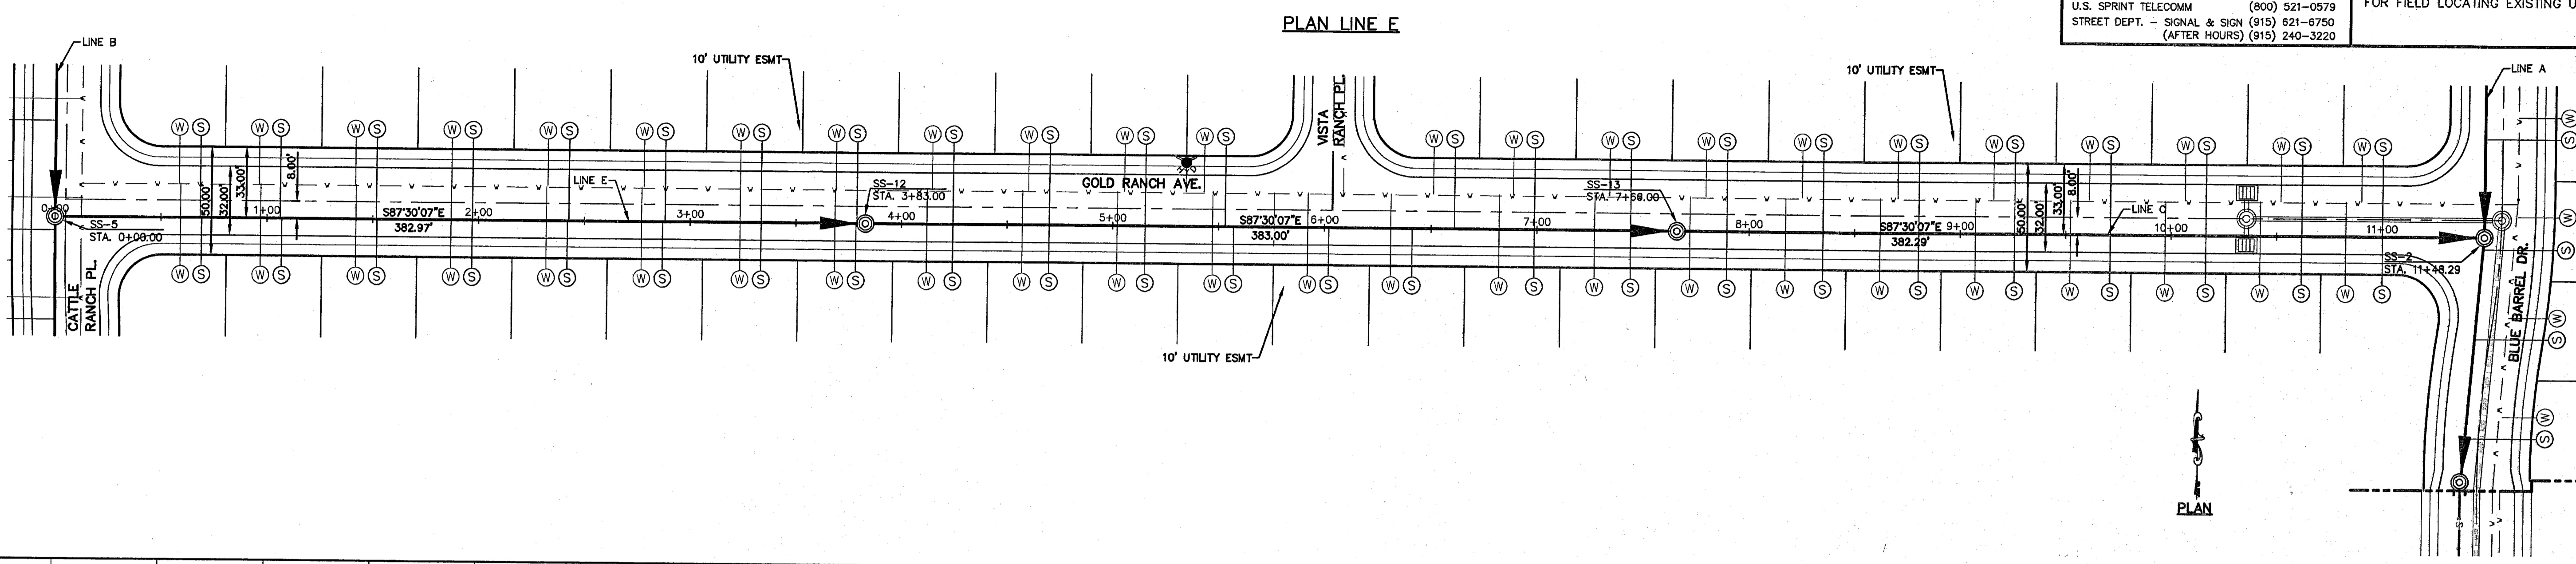 PLAN LINE E
U.S. SPRINT TELECOMM (800) 521-0579
STREET DEPT. - SIGNAL & SIGN (915) 621-6750
(AFTER HOURS) (915) 240-3220
FOR FIELD LOCATING EXISTING
LINE B
10' UTILITY ESMT
10' UTILITY ESMT
LINE A
VISTA
RANCH PL.
W S W S W S W S W S W S W S W S W S W S W S W S W S W S W S W S W S W S W S W S W S W S W S
50.00' 32.00' 33.00' 8.00'
LINE E
GOLD RANCH AVE.
SS-12
STA. 3+83.00
SS-13
50.00' 32.00' 33.00' 8.00'
LINE C
0+00 1+00 2+00 3+00 4+00 5+00 6+00 7+00 8+00 9+00 10+00 11+00
S87°30'07"E
382.97'
S87°30'07"E
383.00'
S87°30'07"E
382.29'
SS-5
STA. 0+00.00
SS-2
STA. 11+48.29
CATTLE
RANCH PL.
BLUE BARREL DR.
W S W S W S W S W S W S W S W S W S W S W S W S W S W S W S W S W S W S W S W S W S W S W S
10' UTILITY ESMT
W
S
W
S
W
S
W
S
PLAN